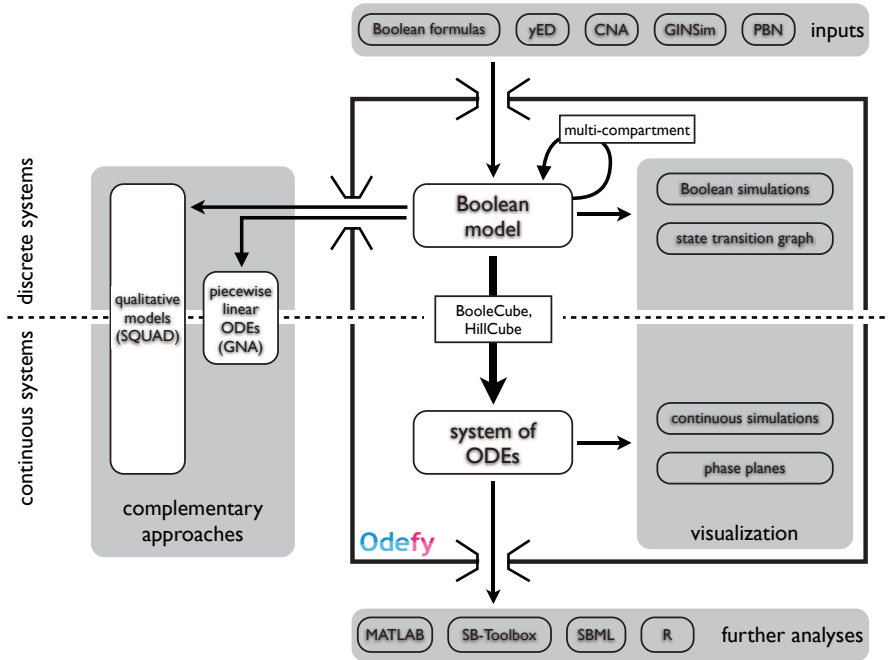 Boolean formulas
yED
CNA
GINSim
PBN
inputs
multi-compartment
discrete systems
Boolean
model
Boolean simulations
state transition graph
qualitative
models
(SQUAD)
piecewise
linear
ODEs
(GNA)
BooleCube,
HillCube
continuous systems
system of
ODEs
continuous simulations
phase planes
complementary
approaches
Odefy
visualization
MATLAB
SB-Toolbox
SBML
R
further analyses